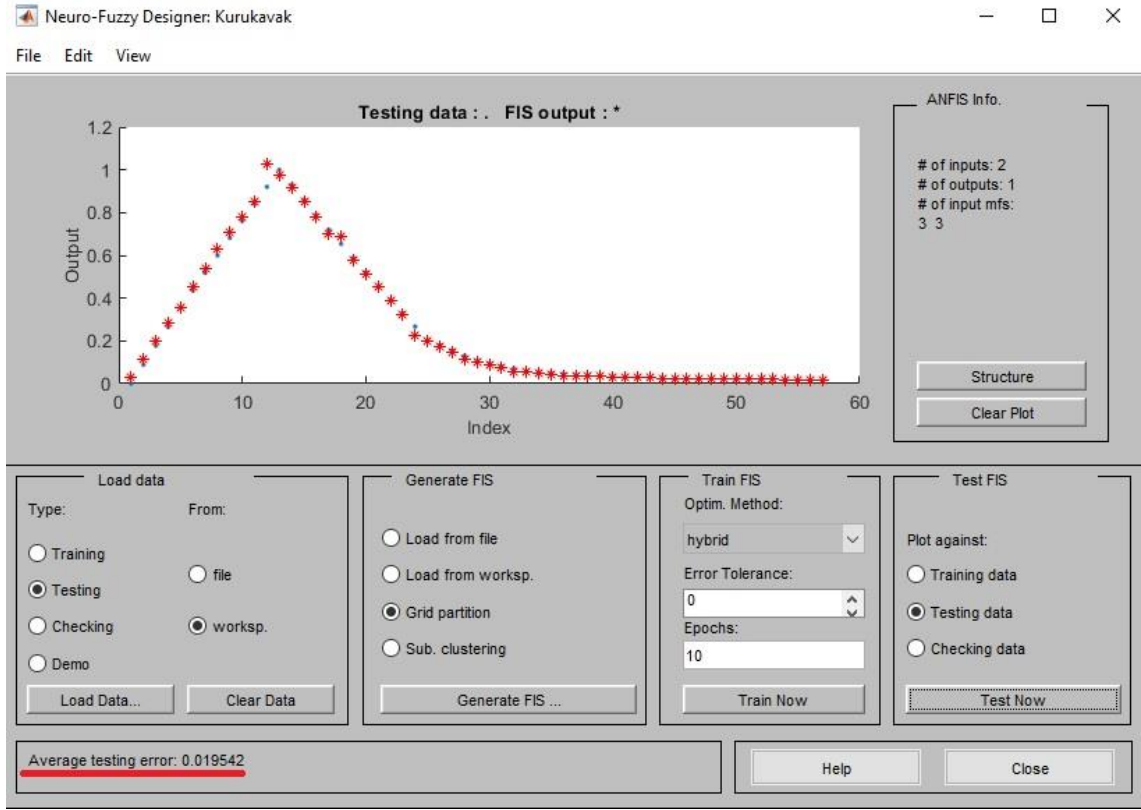 Neuro-Fuzzy Designer: Kurukavak
File Edit View
Testing data : . FIS output : *
1.2
1
0.8
0.6
0.4
0.2
0
Output
0 10 20 30 40 50 60
Index
ANFIS Info.
# of inputs: 2
# of outputs: 1
# of input mfs:
3 3
Structure
Clear Plot
Load data
Type: From:
Training
file
Testing
Checking
worksp.
Demo
Load Data... Clear Data
Generate FIS
Load from file
Load from worksp.
Grid partition
Sub. clustering
Generate FIS ...
Train FIS
Optim. Method:
hybrid
Error Tolerance:
0
Epochs:
10
Train Now
Test FIS
Plot against:
Training data
Testing data
Checking data
Test Now
Average testing error: 0.019542
Help Close